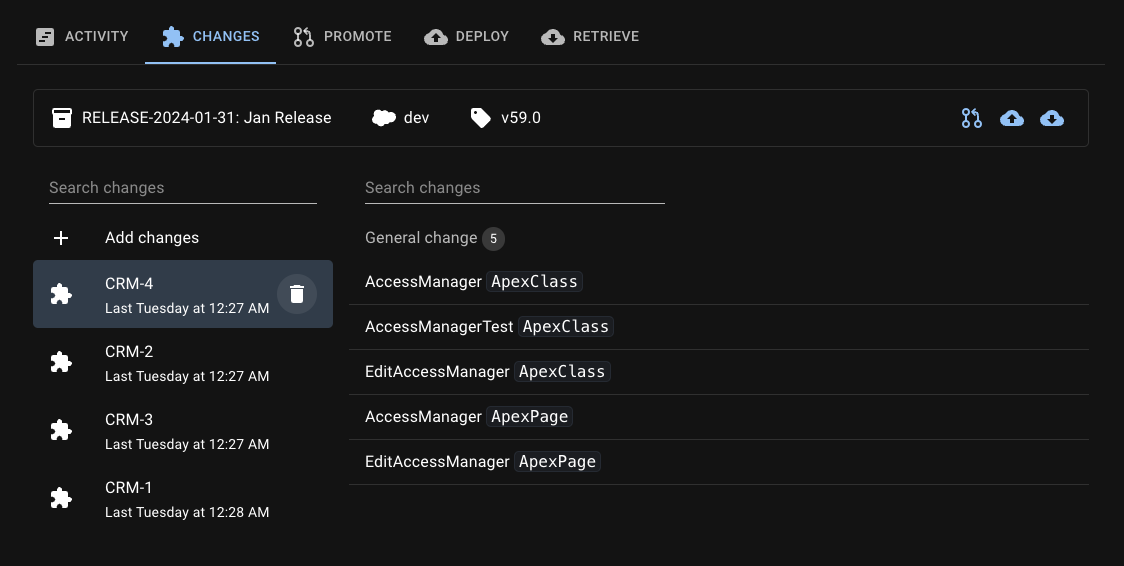 ACTIVITY CHANGES PROMOTE DEPLOY RETRIEVE
RELEASE-2024-01-31: Jan Release dev v59.0
Search changes
Add changes
CRM-4
Last Tuesday at 12:27 AM
CRM-2
Last Tuesday at 12:27 AM
CRM-3
Last Tuesday at 12:27 AM
CRM-1
Last Tuesday at 12:28 AM
Search changes
General change 5
AccessManager ApexClass
AccessManagerTest ApexClass
EditAccessManager ApexClass
AccessManager ApexPage
EditAccessManager ApexPage